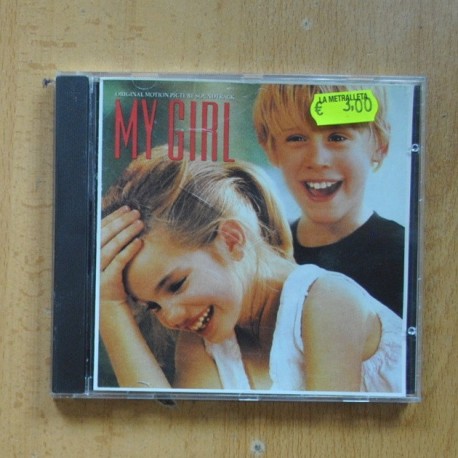 ORIGINAL MOTION PICTURE SOUNDTRACK
MY GIRL
LA METRALLETA
€ 3,00